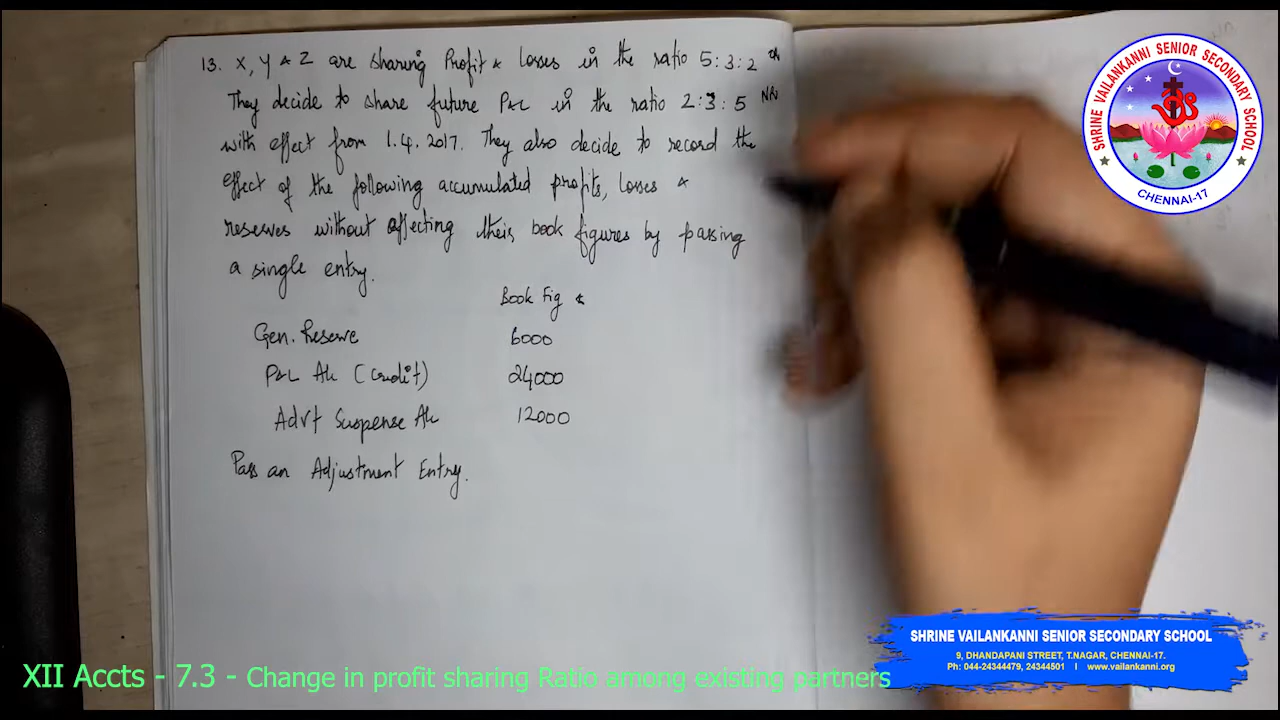 13. X, Y & Z are sharing Profit & losses in the ratio 5:3:2 OR
They decide to share future P&L in the ratio 2:3:5 NR
with effect from 1.4.2017. They also decide to record the
effect of the following accumulated profits, losses &
reserves without affecting their book figures by passing
a single entry.
Book Fig
Gen. Reserve 6000
P&L A/c (Credit) 24000
Advt Suspense A/c 12000
Pass an Adjustment Entry.
SHRINE VAILANKANNI SENIOR SECONDARY SCHOOL
CHENNAI-17
SHRINE VAILANKANNI SENIOR SECONDARY SCHOOL
9, DHANDAPANI STREET, T.NAGAR, CHENNAI-17.
Ph: 044-24344479, 24344501 I www.vailankanni.org
XII Accts - 7.3 - Change in profit sharing Ratio among existing partners